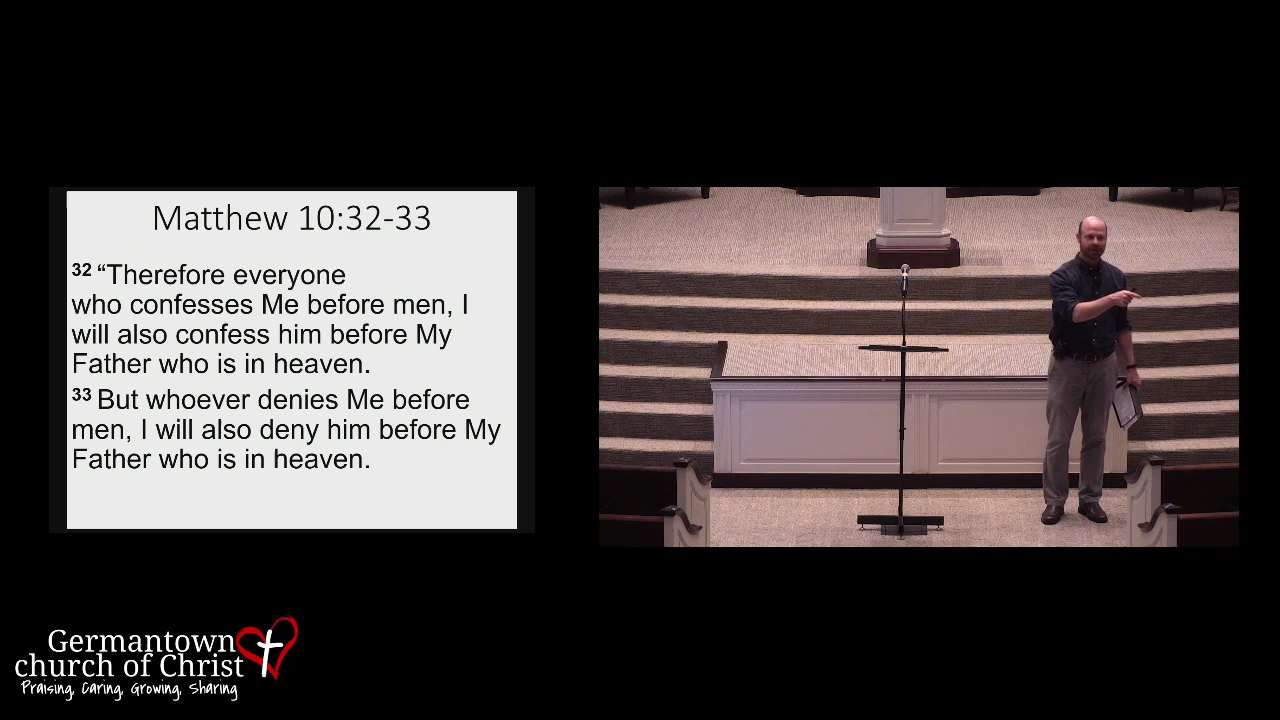 Matthew 10:32-33
32 “Therefore everyone
who confesses Me before men, I
will also confess him before My
Father who is in heaven.
33 But whoever denies Me before
men, I will also deny him before My
Father who is in heaven.
Germantown
church of Christ
Praising, Caring, Growing, Sharing